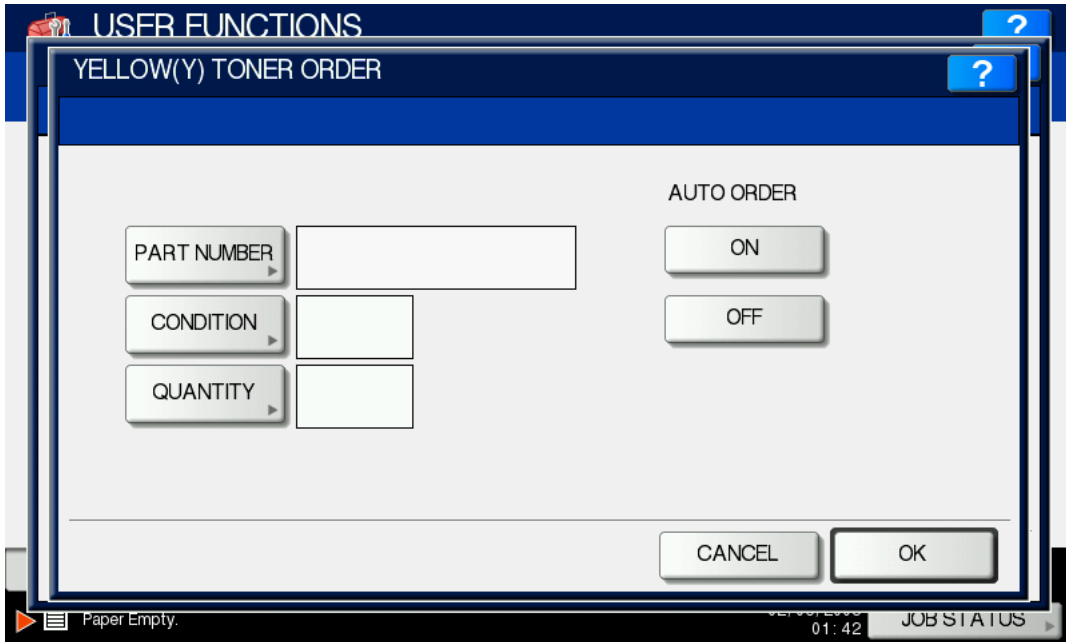 USER FUNCTIONS
?
YELLOW(Y) TONER ORDER
?
AUTO ORDER
PART NUMBER
ON
CONDITION
OFF
QUANTITY
CANCEL
OK
Paper Empty.
01:42
JOB STATUS